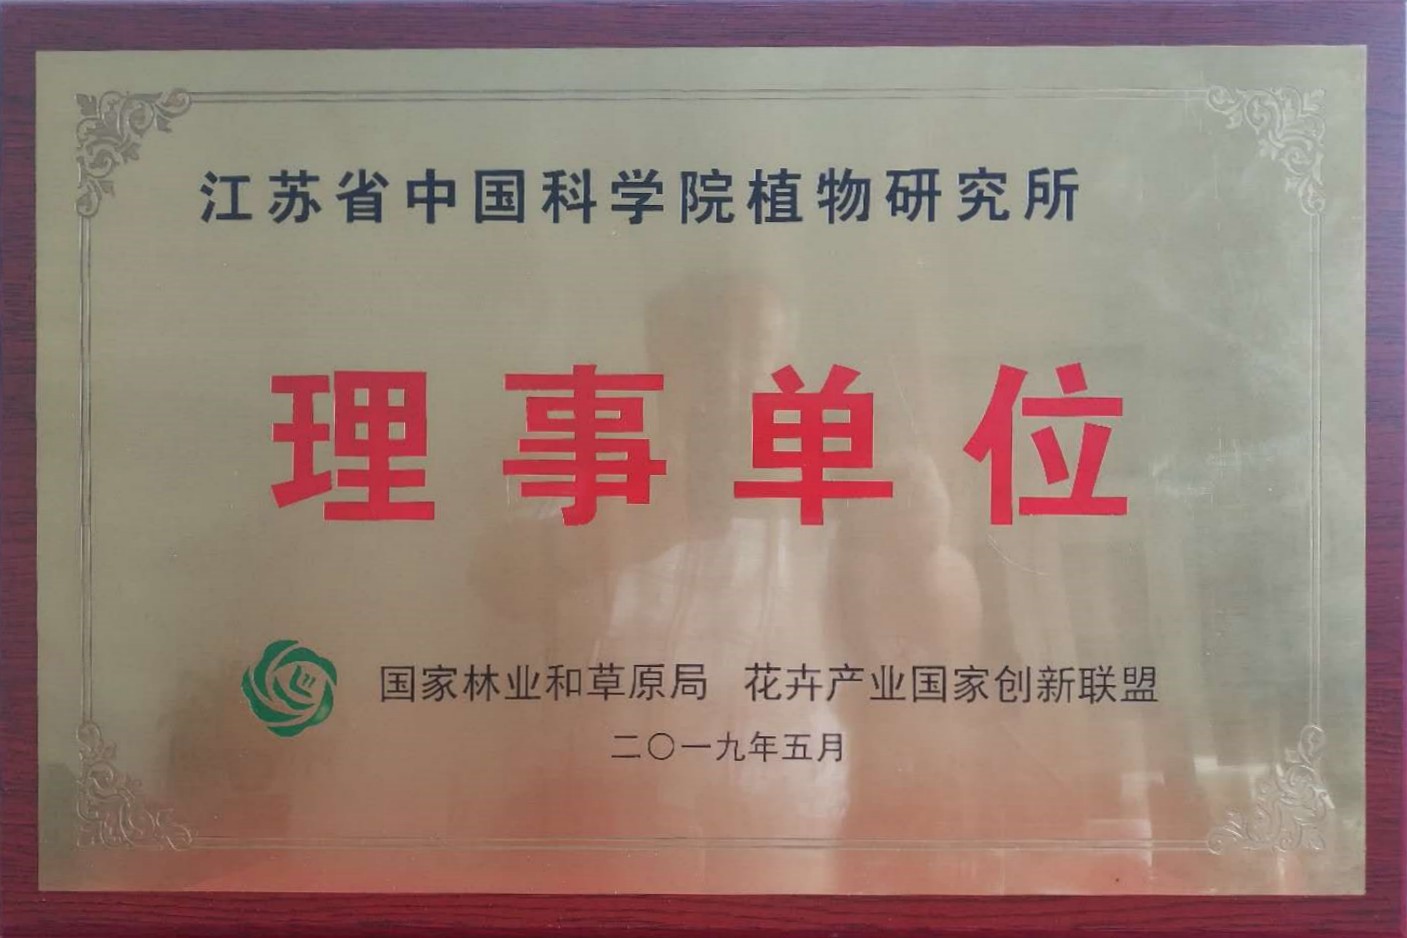 江苏省中国科学院植物研究所
理事单位
国家林业和草原局 花卉产业国家创新联盟
二〇一九年五月